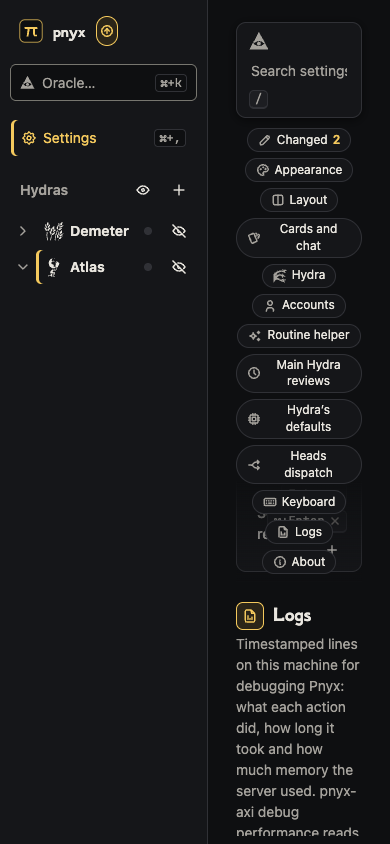 pnyx
Oracle...
⌘+k
Settings
⌘+,
Hydras
Demeter
Atlas
Search settings
/
Changed 2
Appearance
Layout
Cards and
chat
Hydra
Accounts
Routine helper
Main Hydra
reviews
Hydra's
defaults
Heads
dispatch
Keyboard
Logs
About
Logs
Timestamped lines
on this machine for
debugging Pnyx:
what each action
did, how long it
took and how
much memory the
server used. pnyx-
axi debug
performance reads